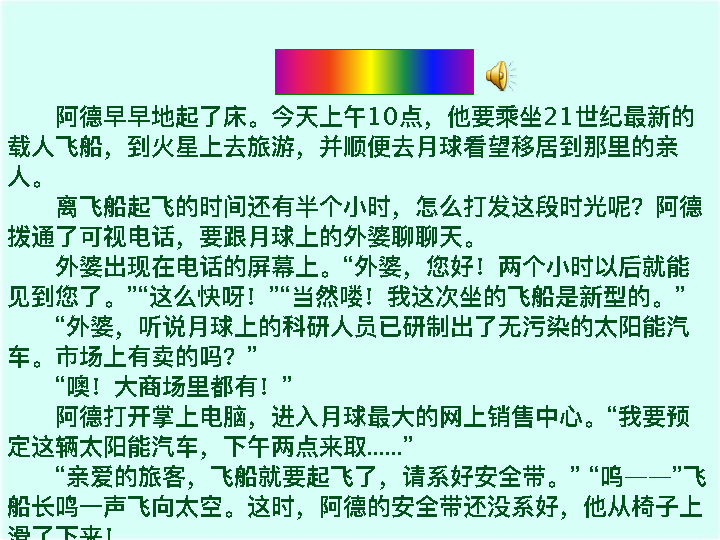 阿德早早地起了床。今天上午10点，他要乘坐21世纪最新的
载人飞船，到火星上去旅游，并顺便去月球看望移居到那里的亲
人。
离飞船起飞的时间还有半个小时，怎么打发这段时光呢？阿德
拨通了可视电话，要跟月球上的外婆聊聊天。
外婆出现在电话的屏幕上。“外婆，您好！两个小时以后就能
见到您了。”“这么快呀！”“当然喽！我这次坐的飞船是新型的。”
“外婆，听说月球上的科研人员已研制出了无污染的太阳能汽
车。市场上有卖的吗？”
“噢！大商场里都有！”
阿德打开掌上电脑，进入月球最大的网上销售中心。“我要预
定这辆太阳能汽车，下午两点来取......”
“亲爱的旅客，飞船就要起飞了，请系好安全带。” “呜——”飞
船长鸣一声飞向太空。这时，阿德的安全带还没系好，他从椅子上
滑了下来！